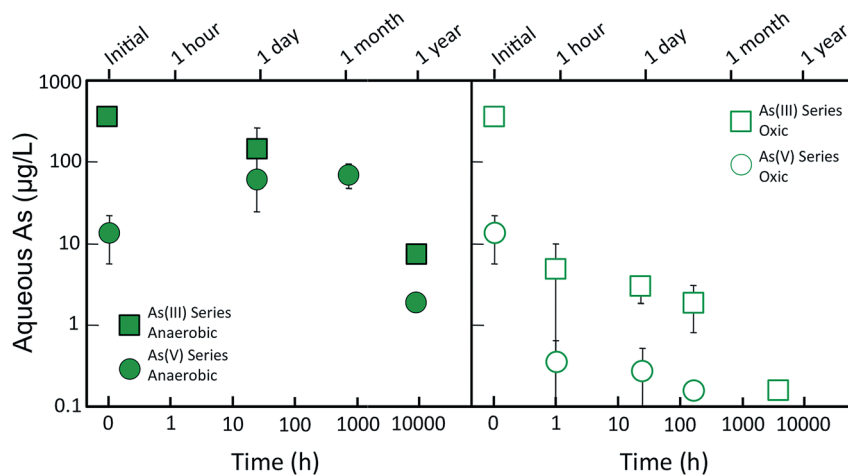 Initial
1 hour
1 day
1 month
1 year
Initial
1 hour
1 day
1 month
1 year
Aqueous As (µg/L)
1000
100
10
1
0.1
As(III) Series
Anaerobic
As(V) Series
Anaerobic
As(III) Series
Oxic
As(V) Series
Oxic
0 1 10 100 1000 10000
0 1 10 100 1000 10000
Time (h)
Time (h)